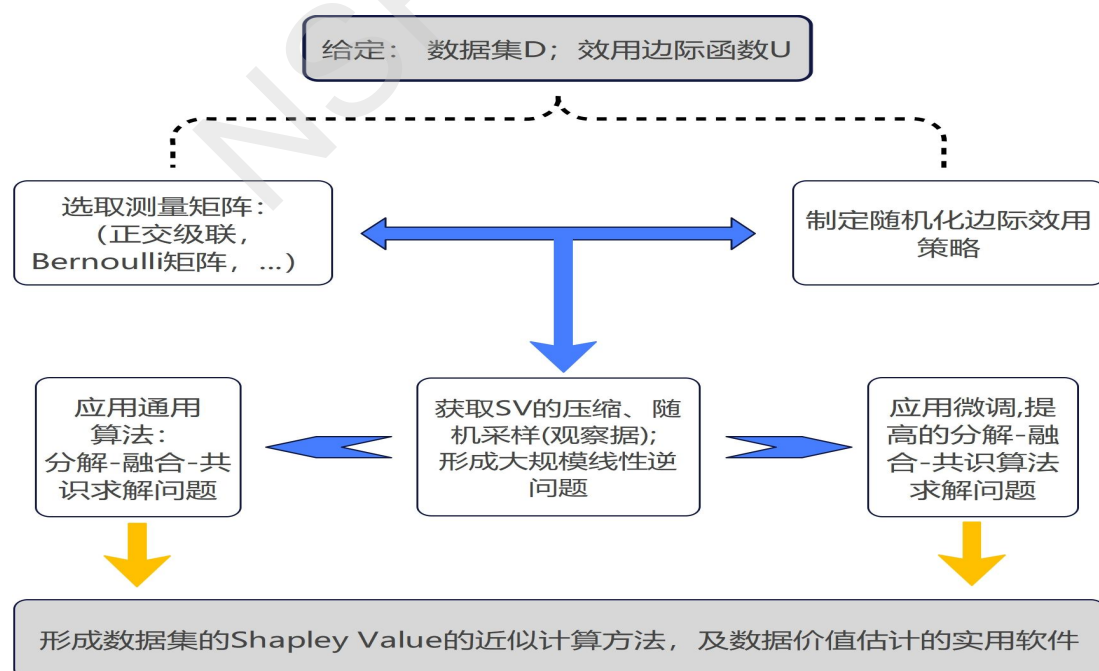 给定： 数据集D；效用边际函数U
选取测量矩阵：
（正交级联，
Bernoulli矩阵，...）
制定随机化边际效用
策略
应用通用
算法：
分解-融合-共
识求解问题
获取SV的压缩、随
机采样(观察据)；
形成大规模线性逆
问题
应用微调,提
高的分解-融
合-共识算法
求解问题
形成数据集的Shapley Value的近似计算方法，及数据价值估计的实用软件